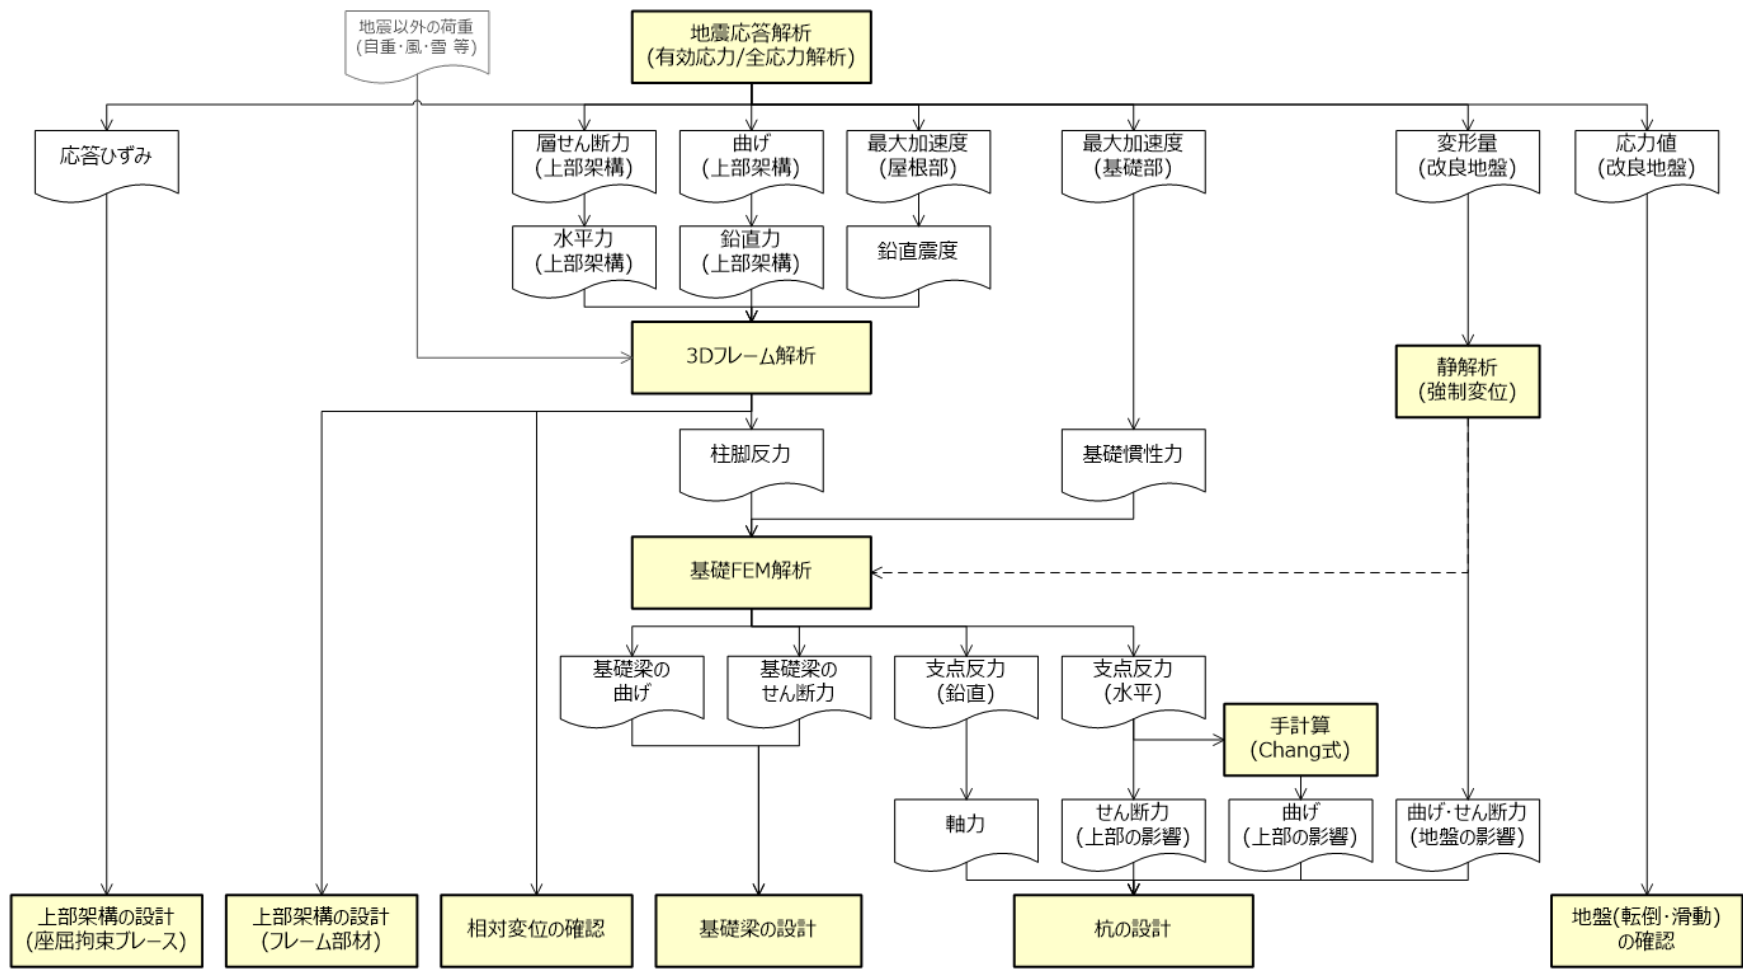 地震以外の荷重
(自重・風・雪 等)
地震応答解析
(有効応力/全応力解析)
応答ひずみ
層せん断力
(上部架構)
曲げ
(上部架構)
最大加速度
(屋根部)
最大加速度
(基礎部)
変形量
(改良地盤)
応力値
(改良地盤)
水平力
(上部架構)
鉛直力
(上部架構)
鉛直震度
3Dフレーム解析
静解析
(強制変位)
柱脚反力
基礎慣性力
基礎FEM解析
基礎梁の
曲げ
基礎梁の
せん断力
支点反力
(鉛直)
支点反力
(水平)
手計算
(Chang式)
軸力
せん断力
(上部の影響)
曲げ
(上部の影響)
曲げ・せん断力
(地盤の影響)
上部架構の設計
(座屈拘束ブレース)
上部架構の設計
(フレーム部材)
相対変位の確認
基礎梁の設計
杭の設計
地盤(転倒・滑動)
の確認